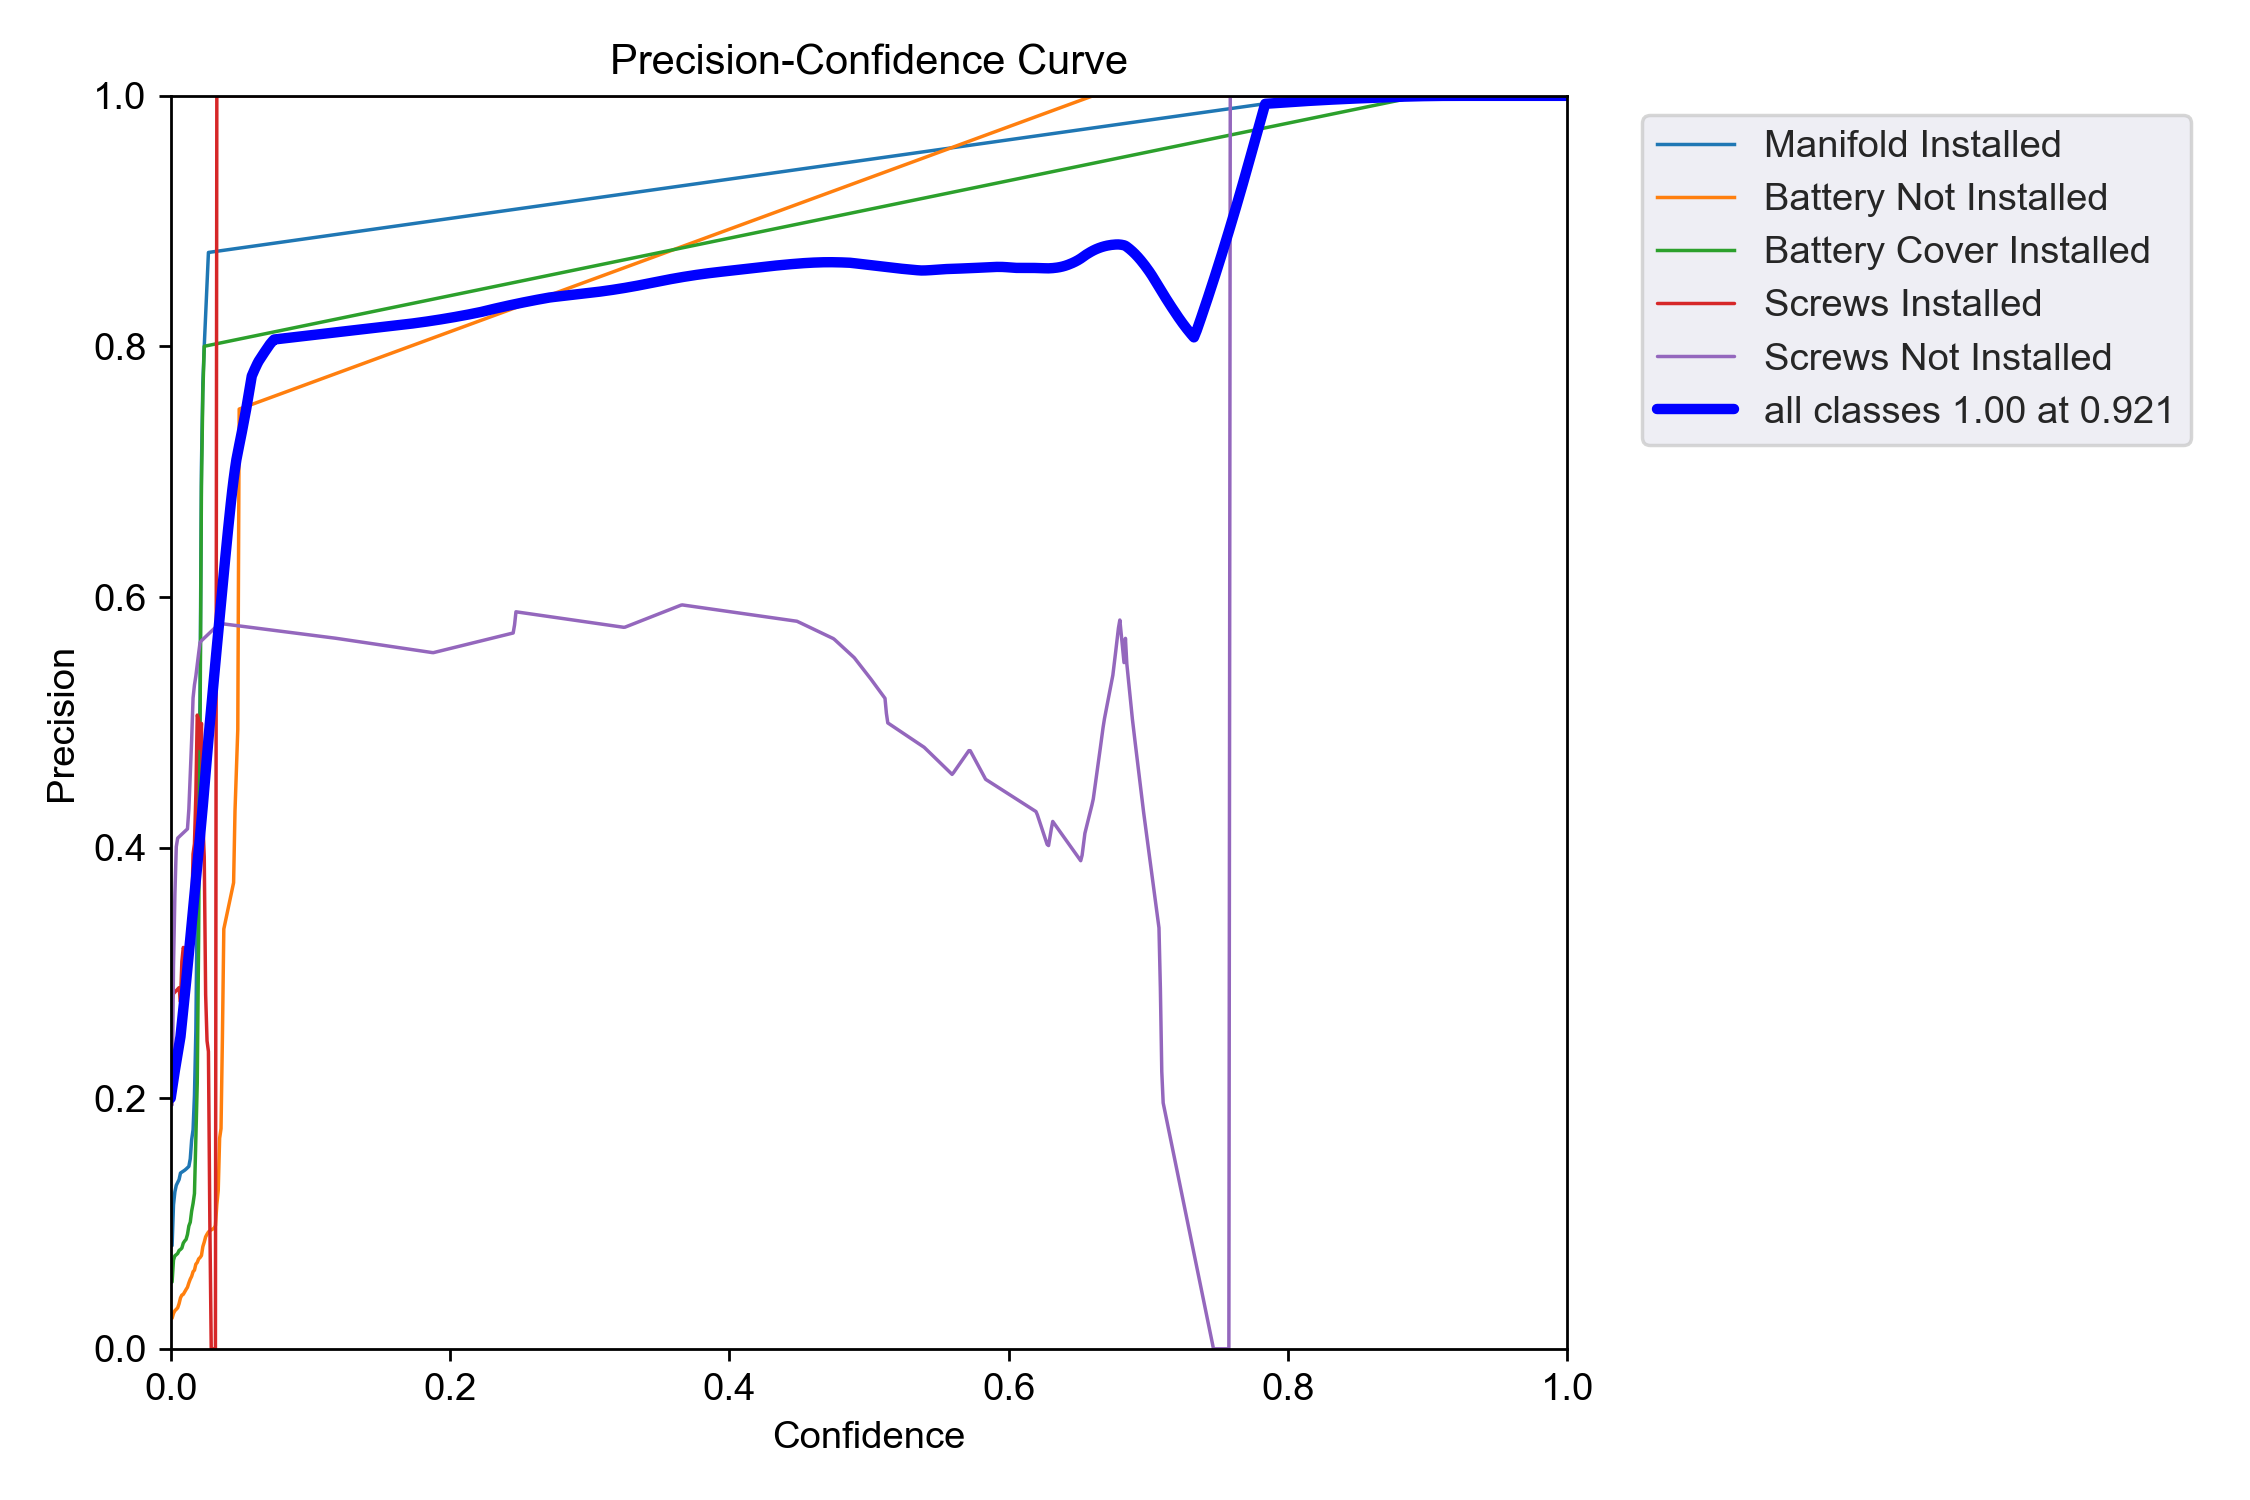 Precision-Confidence Curve
1.0
0.8
0.6
0.4
0.2
0.0
Precision
0.0 0.2 0.4 0.6 0.8 1.0
Confidence
Manifold Installed
Battery Not Installed
Battery Cover Installed
Screws Installed
Screws Not Installed
all classes 1.00 at 0.921